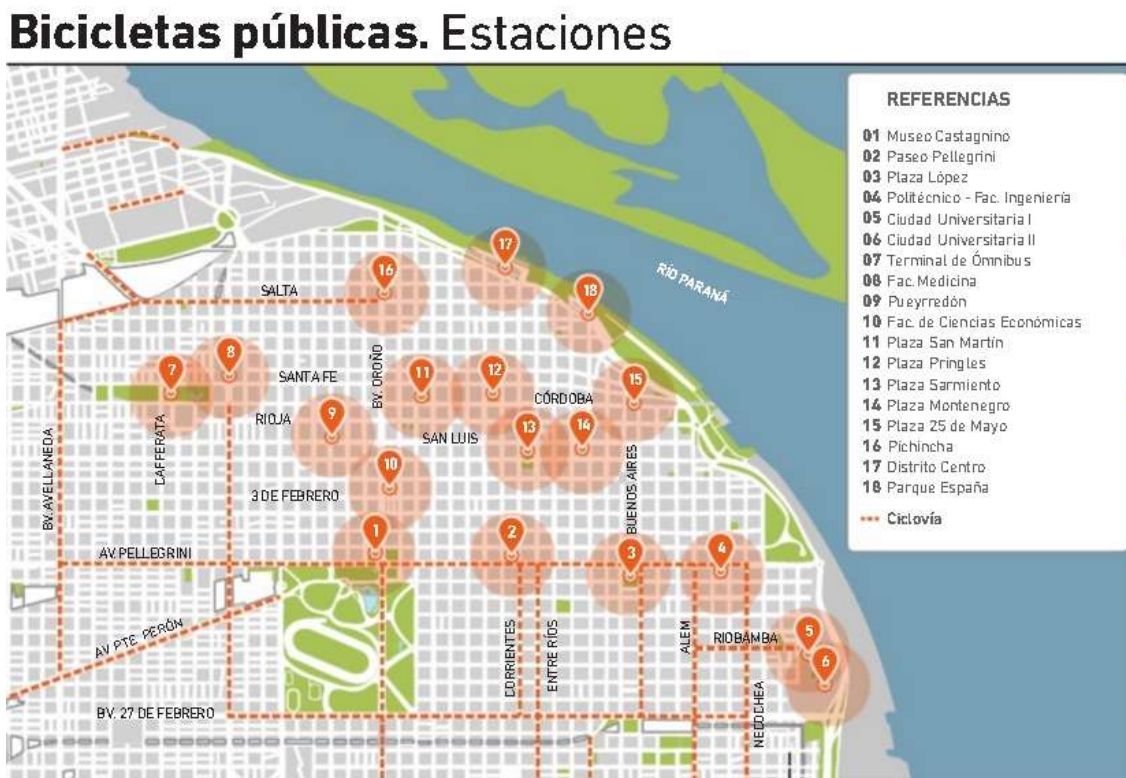 Bicicletas públicas. Estaciones
REFERENCIAS
01 Museo Castagnino
02 Paseo Pellegrini
03 Plaza López
04 Politécnico - Fac. Ingeniería
05 Ciudad Universitaria I
06 Ciudad Universitaria II
07 Terminal de Ómnibus
08 Fac. Medicina
09 Pueyrredón
10 Fac. de Ciencias Económicas
11 Plaza San Martín
12 Plaza Pringles
13 Plaza Sarmiento
14 Plaza Montenegro
15 Plaza 25 de Mayo
16 Pichincha
17 Distrito Centro
18 Parque España
Ciclovía
17
16
RÍO PARANÁ
SALTA
18
8
7
SANTA FE
BV. OROÑO
11
12
15
CÓRDOBA
RIOJA
9
SAN LUIS
13
14
CAFFERATA
BV. AVELLANEDA
10
3 DE FEBRERO
BUENOS AIRES
1
2
3
4
AV. PELLEGRINI
AV. PTE. PERÓN
CORRIENTES
ENTRE RÍOS
ALEM
RIOBAMBA
5
6
NECOCHEA
BV. 27 DE FEBRERO